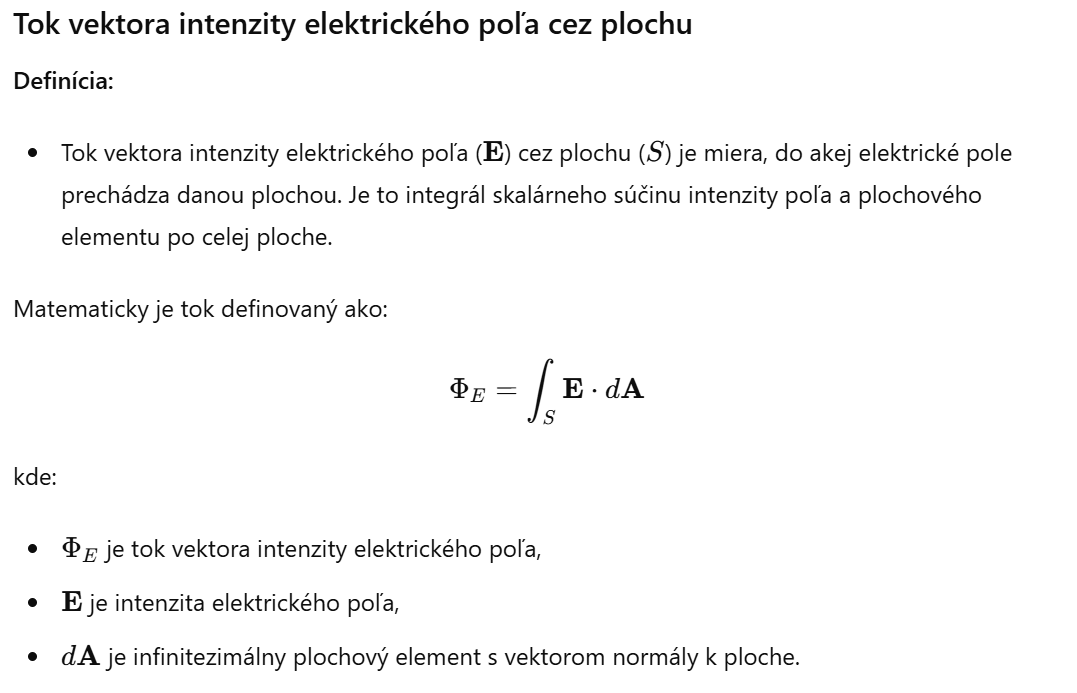 Tok vektora intenzity elektrického poľa cez plochu
Definícia:
• Tok vektora intenzity elektrického poľa (E) cez plochu (S) je miera, do akej elektrické pole
prechádza danou plochou. Je to integrál skalárneho súčinu intenzity poľa a plochového
elementu po celej ploche.
Matematicky je tok definovaný ako:
Φ_E = ∫_S E · dA
kde:
• Φ_E je tok vektora intenzity elektrického poľa,
• E je intenzita elektrického poľa,
• dA je infinitezimálny plochový element s vektorom normály k ploche.